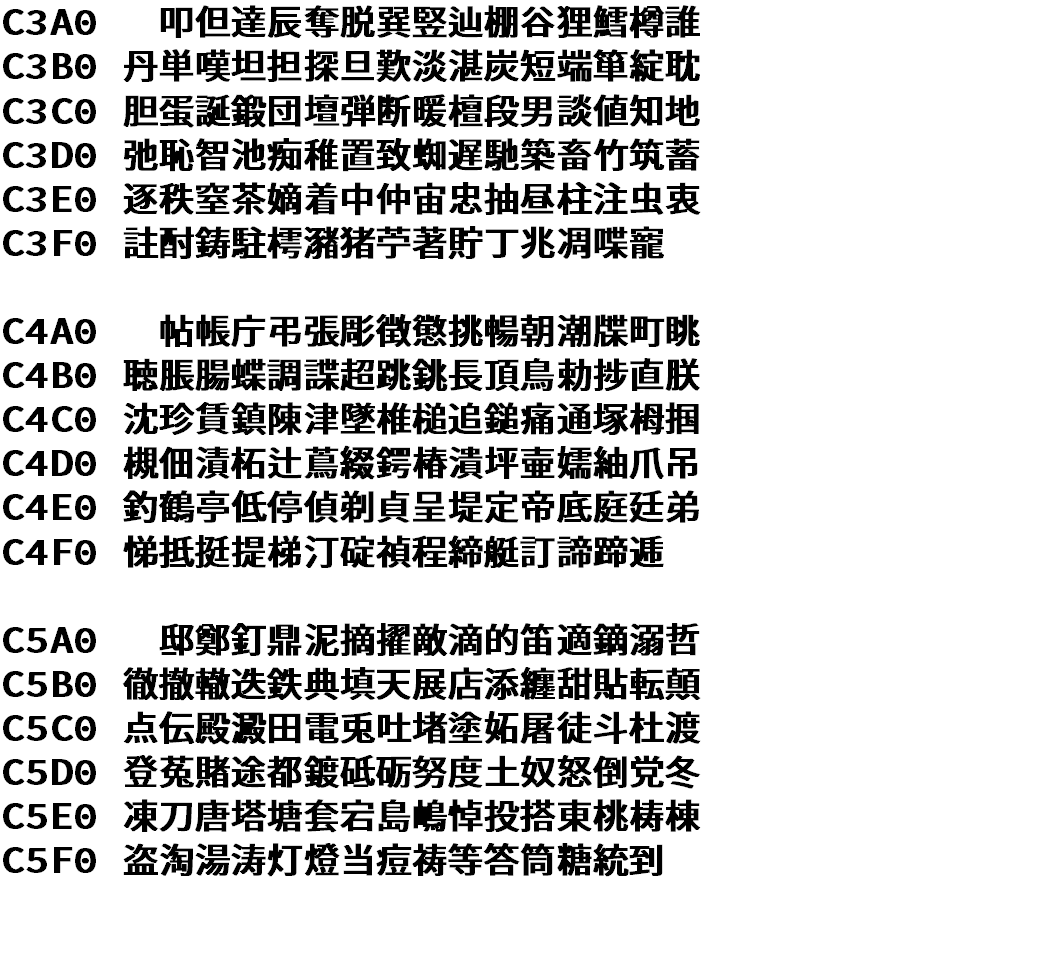 C3A0 叩但達辰奪脱巽竪辿棚谷狸鱈樽誰
C3B0 丹単嘆坦担探旦歎淡湛炭短端箪綻耽
C3C0 胆蛋誕鍛団壇弾断暖檀段男談値知地
C3D0 弛恥智池痴稚置致蜘遅馳築畜竹筑蓄
C3E0 逐秩窒茶嫡着中仲宙忠抽昼柱注虫衷
C3F0 註酎鋳駐樗瀦猪苧著貯丁兆凋喋寵
C4A0 帖帳庁弔張彫徴懲挑暢朝潮牒町眺
C4B0 聴脹腸蝶調諜超跳銚長頂鳥勅捗直朕
C4C0 沈珍賃鎮陳津墜椎槌追鎚痛通塚栂掴
C4D0 槻佃漬柘辻蔦綴鍔椿潰坪壷嬬紬爪吊
C4E0 釣鶴亭低停偵剃貞呈堤定帝底庭廷弟
C4F0 悌抵挺提梯汀碇禎程締艇訂諦蹄逓
C5A0 邸鄭釘鼎泥摘擢敵滴的笛適鏑溺哲
C5B0 徹撤轍迭鉄典填天展店添纏甜貼転顛
C5C0 点伝殿澱田電兎吐堵塗妬屠徒斗杜渡
C5D0 登菟賭途都鍍砥砺努度土奴怒倒党冬
C5E0 凍刀唐塔塘套宕島嶋悼投搭東桃梼棟
C5F0 盗淘湯涛灯燈当痘祷等答筒糖統到